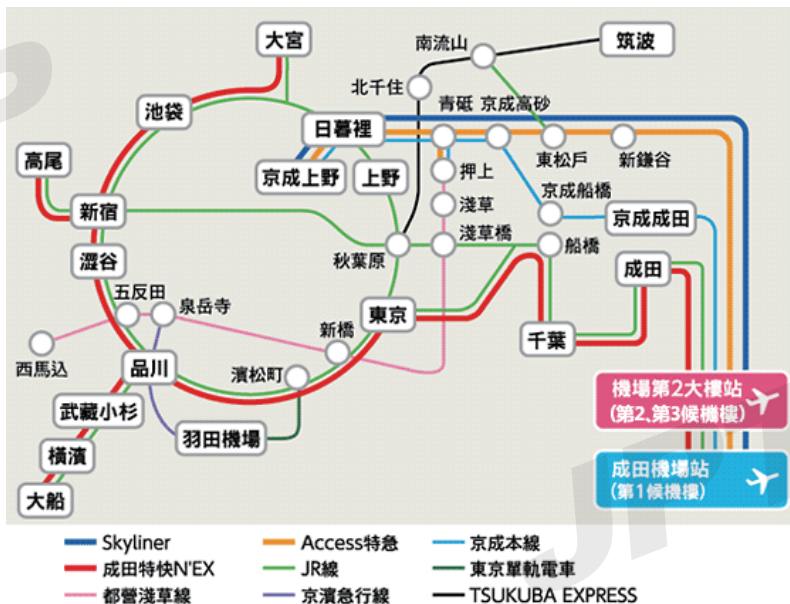 大宮
南流山
筑波
北千住
池袋
青砥 京成高砂
日暮裡
高尾
京成上野
上野
押上
東松戶
新鎌谷
京成船橋
新宿
淺草
京成成田
澀谷
秋葉原
淺草橋
船橋
成田
五反田
泉岳寺
東京
新橋
千葉
西馬込
品川
濱松町
機場第2大樓站
(第2、第3候機樓)
武藏小杉
羽田機場
橫濱
成田機場站
(第1候機樓)
大船
Skyliner
Access特急
京成本線
成田特快N'EX
JR線
東京單軌電車
都營淺草線
京濱急行線
TSUKUBA EXPRESS